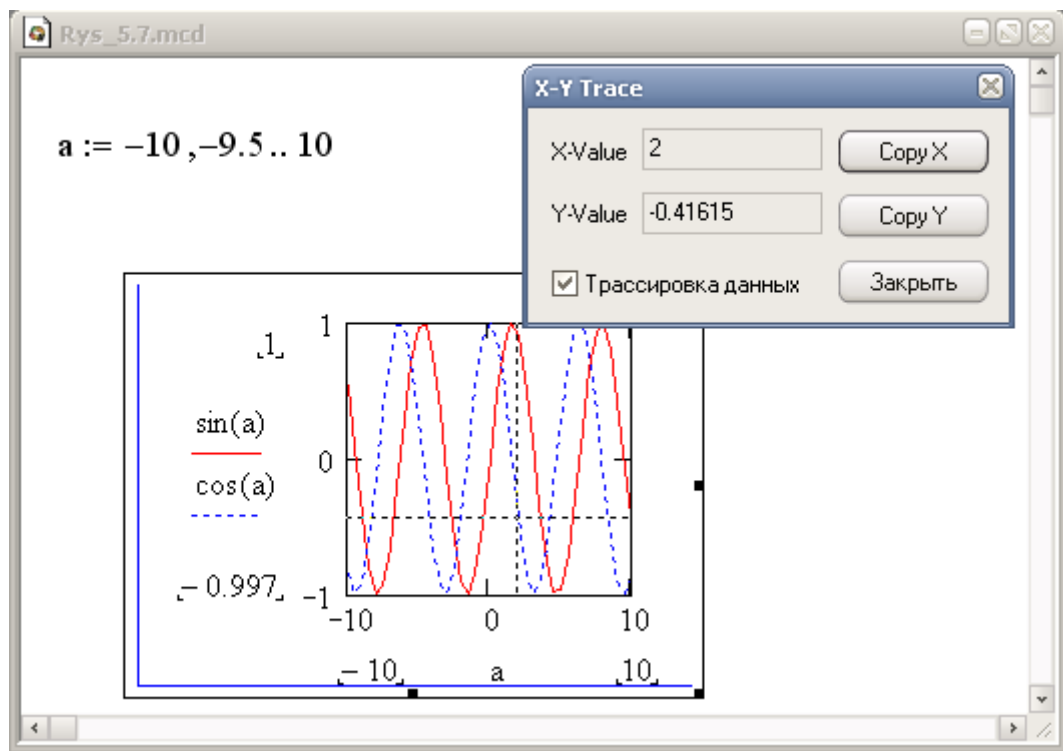 Rys_5.7.mcd
a := −10 ,−9.5 .. 10
X-Y Trace
X-Value 2 Copy X
Y-Value -0.41615 Copy Y
Трассировка данных Закрыть
1
1
sin(a)
0
cos(a)
− 0.997
−1
−10 0 10
− 10 a 10